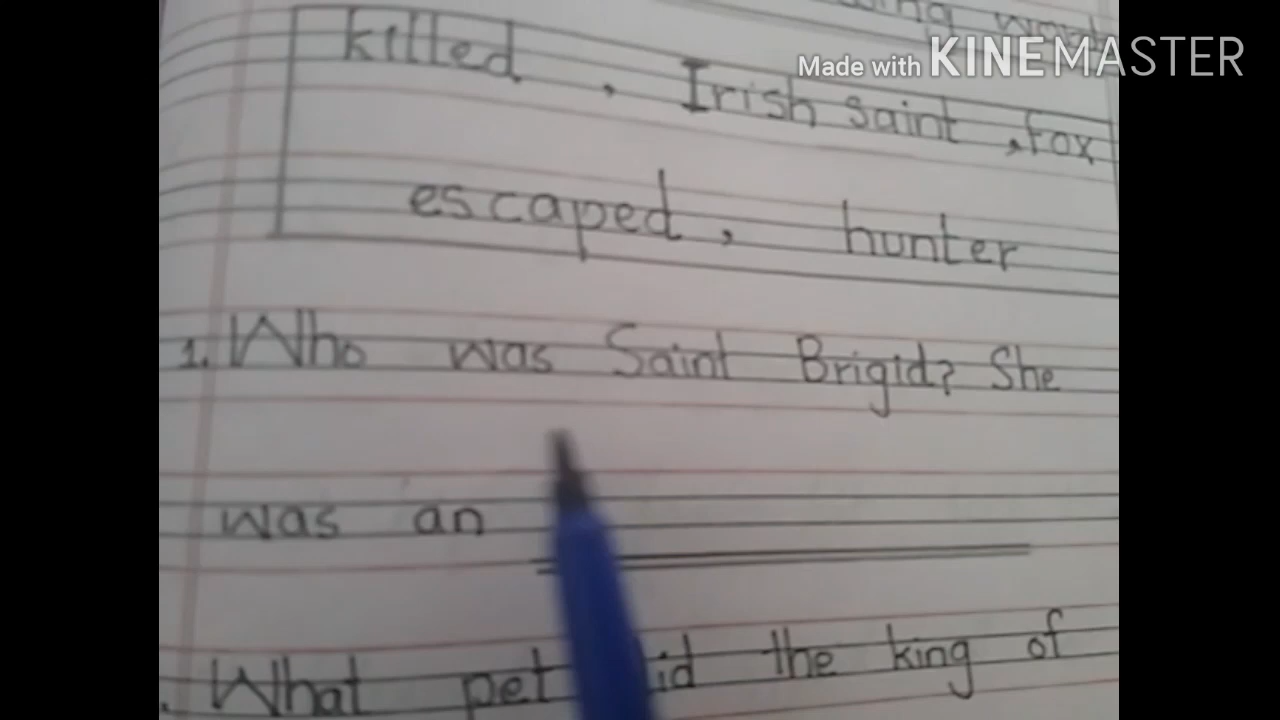 Made with KINEMASTER
killed , Irish saint , fox
escaped , hunter
1. Who was Saint Brigid? She
was an
What pet the king of